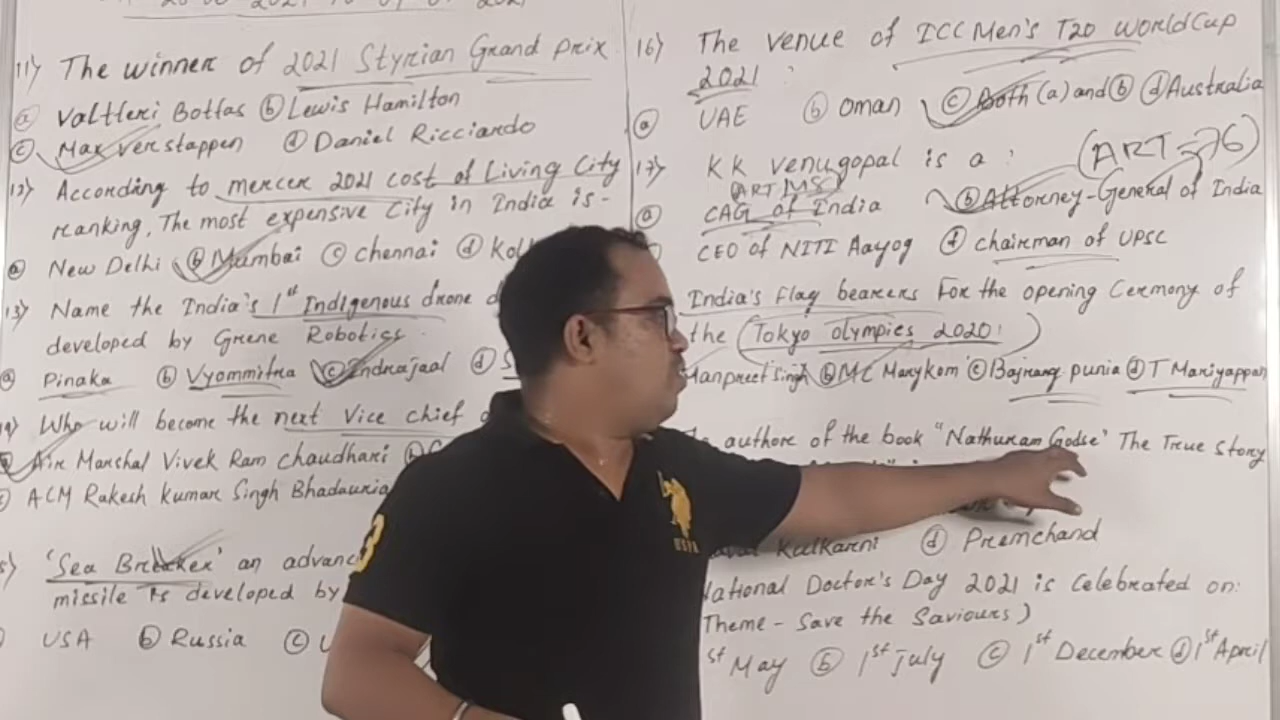 11) The winner of 2021 Styrian Grand Prix
(a) Valtteri Bottas (b) Lewis Hamilton
(c) Max Verstappen (d) Daniel Ricciardo
12) According to mercer 2021 cost of Living City
ranking, The most expensive City in India is -
(a) New Delhi (b) Mumbai (c) chennai (d)
13) Name the India's 1st Indigenous drone
developed by Grene Robotics
(a) Pinaka (b) Vyommitra (c) Indrajaal (d)
Who will become the next Vice chief
Air Marshal Vivek Ram chaudhari (b)
ACM Rakesh kumar Singh Bhadauria
'Sea Breaker' an
missile is developed by
USA (b) Russia (c)
16) The venue of ICC Men's T20 WorldCup
2021 :
(a) UAE (b) Oman (c) Both (a) and (b) (d) Australia
17) KK venugopal is a : (ART-76)
(a) CAG of India (b) Attorney-General of India
CEO of NITI Aayog (d) chairman of UPSC
India's flag bearers For the opening Cermony of
the (Tokyo olympics 2020)
Manpreet Singh (b) MC Marykom (c) Bajrang punia (d) T Mariyappan
author of the book "Nathuram Godse' The True Story
Kulkarni (d) Premchand
National Doctor's Day 2021 is Celebrated on:
Theme - Save the Saviours)
st May (b) 1st July (c) 1st December (d) 1st April
3
USPA